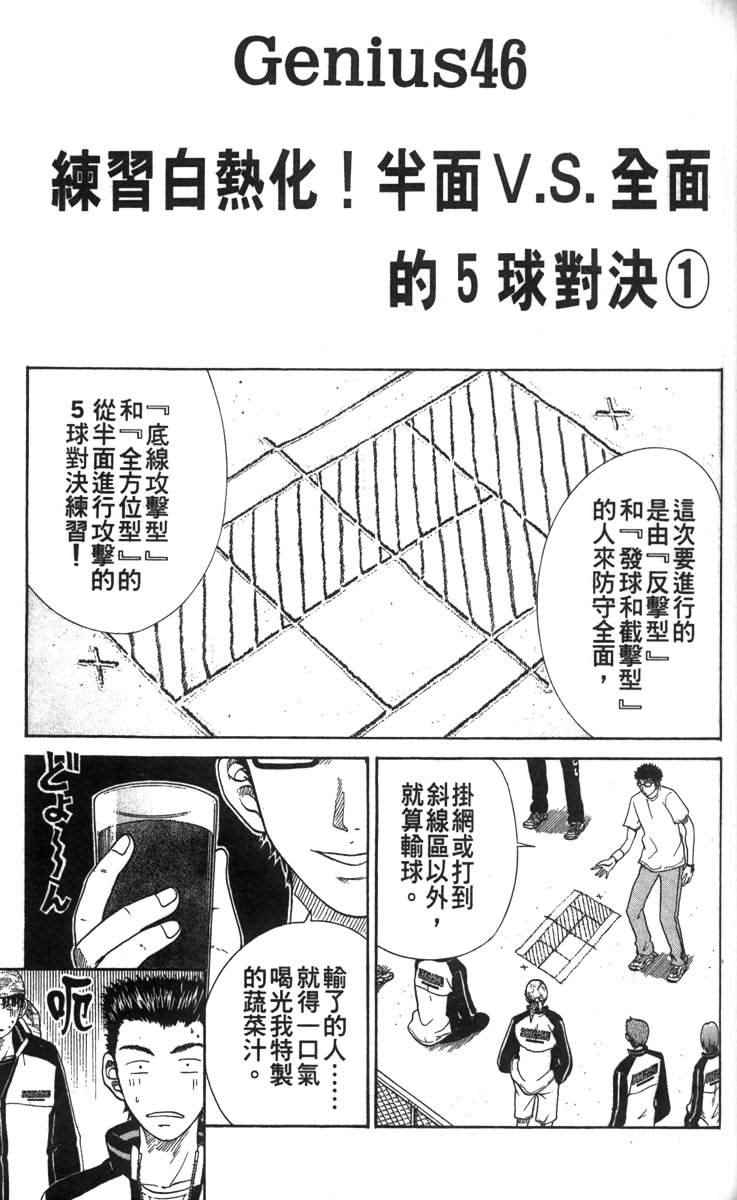 Genius46
練習白熱化！半面V.S.全面
的5球對決①
這次要進行的
是由『反擊型』
和『發球和截擊型』
的人來防守全面，
『底線攻擊型』
和『全方位型』的
從半面進行攻擊的
5球對決練習！
掛網或打到
斜線區以外，
就算輸球。
どよ〜〜ん
輸了的人……
就得一口氣
喝光我特製
的蔬菜汁。
呃